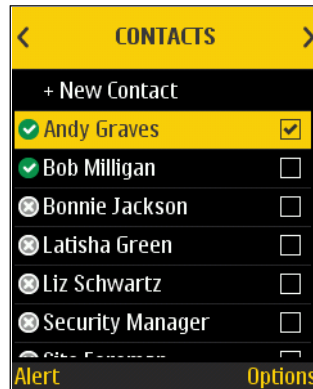 CONTACTS
+ New Contact
Andy Graves
Bob Milligan
Bonnie Jackson
Latisha Green
Liz Schwartz
Security Manager
Alert Options